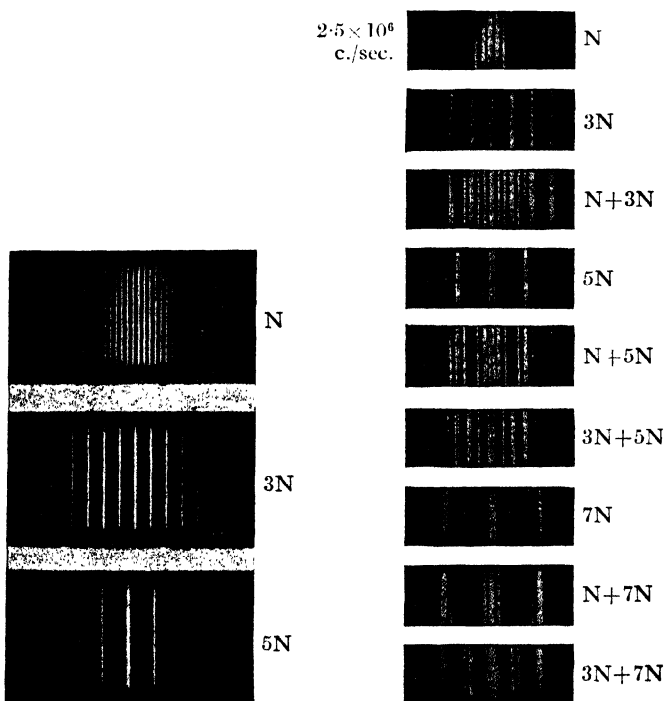 N
3N
5N
2·5×10⁶
c./sec.
N
3N
N+3N
5N
N+5N
3N+5N
7N
N+7N
3N+7N